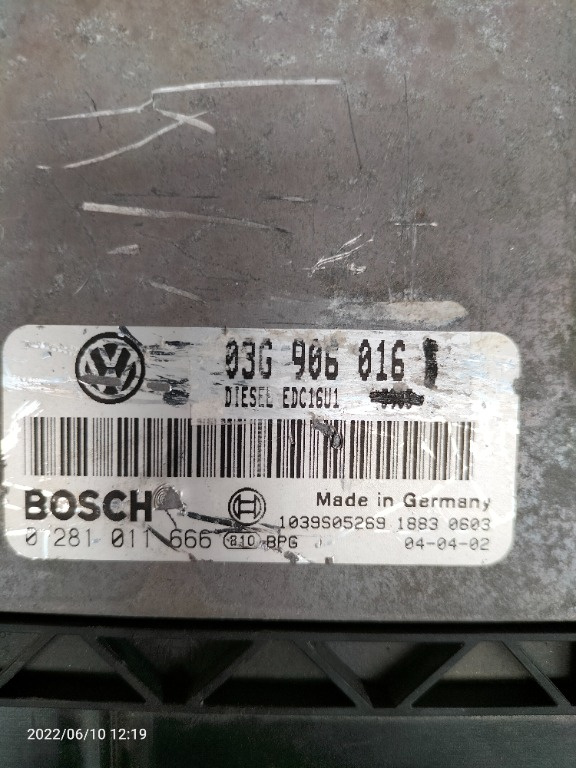 03G 906 016
DIESEL EDC16U1
BOSCH
Made in Germany
1039S05269 1883 0603
0 281 011 666 810 BPG 04-04-02
2022/06/10 12:19